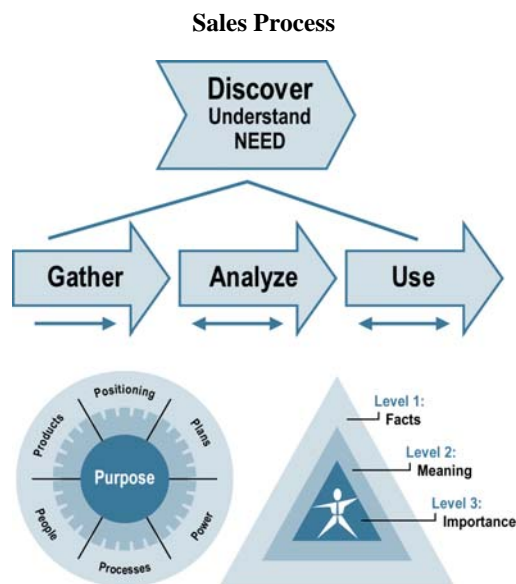 Sales Process
Discover
Understand
NEED
Gather
Analyze
Use
Positioning
Products
Plans
Purpose
People
Power
Processes
Level 1:
Facts
Level 2:
Meaning
Level 3:
Importance